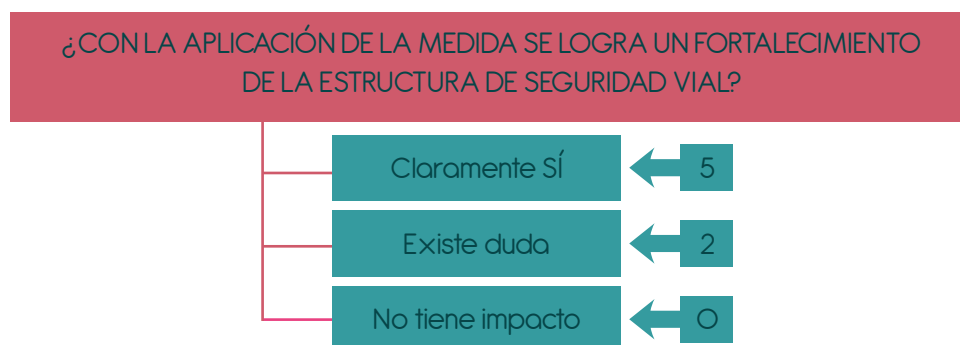 ¿CON LA APLICACIÓN DE LA MEDIDA SE LOGRA UN FORTALECIMIENTO
DE LA ESTRUCTURA DE SEGURIDAD VIAL?
Claramente SÍ
5
Existe duda
2
No tiene impacto
0